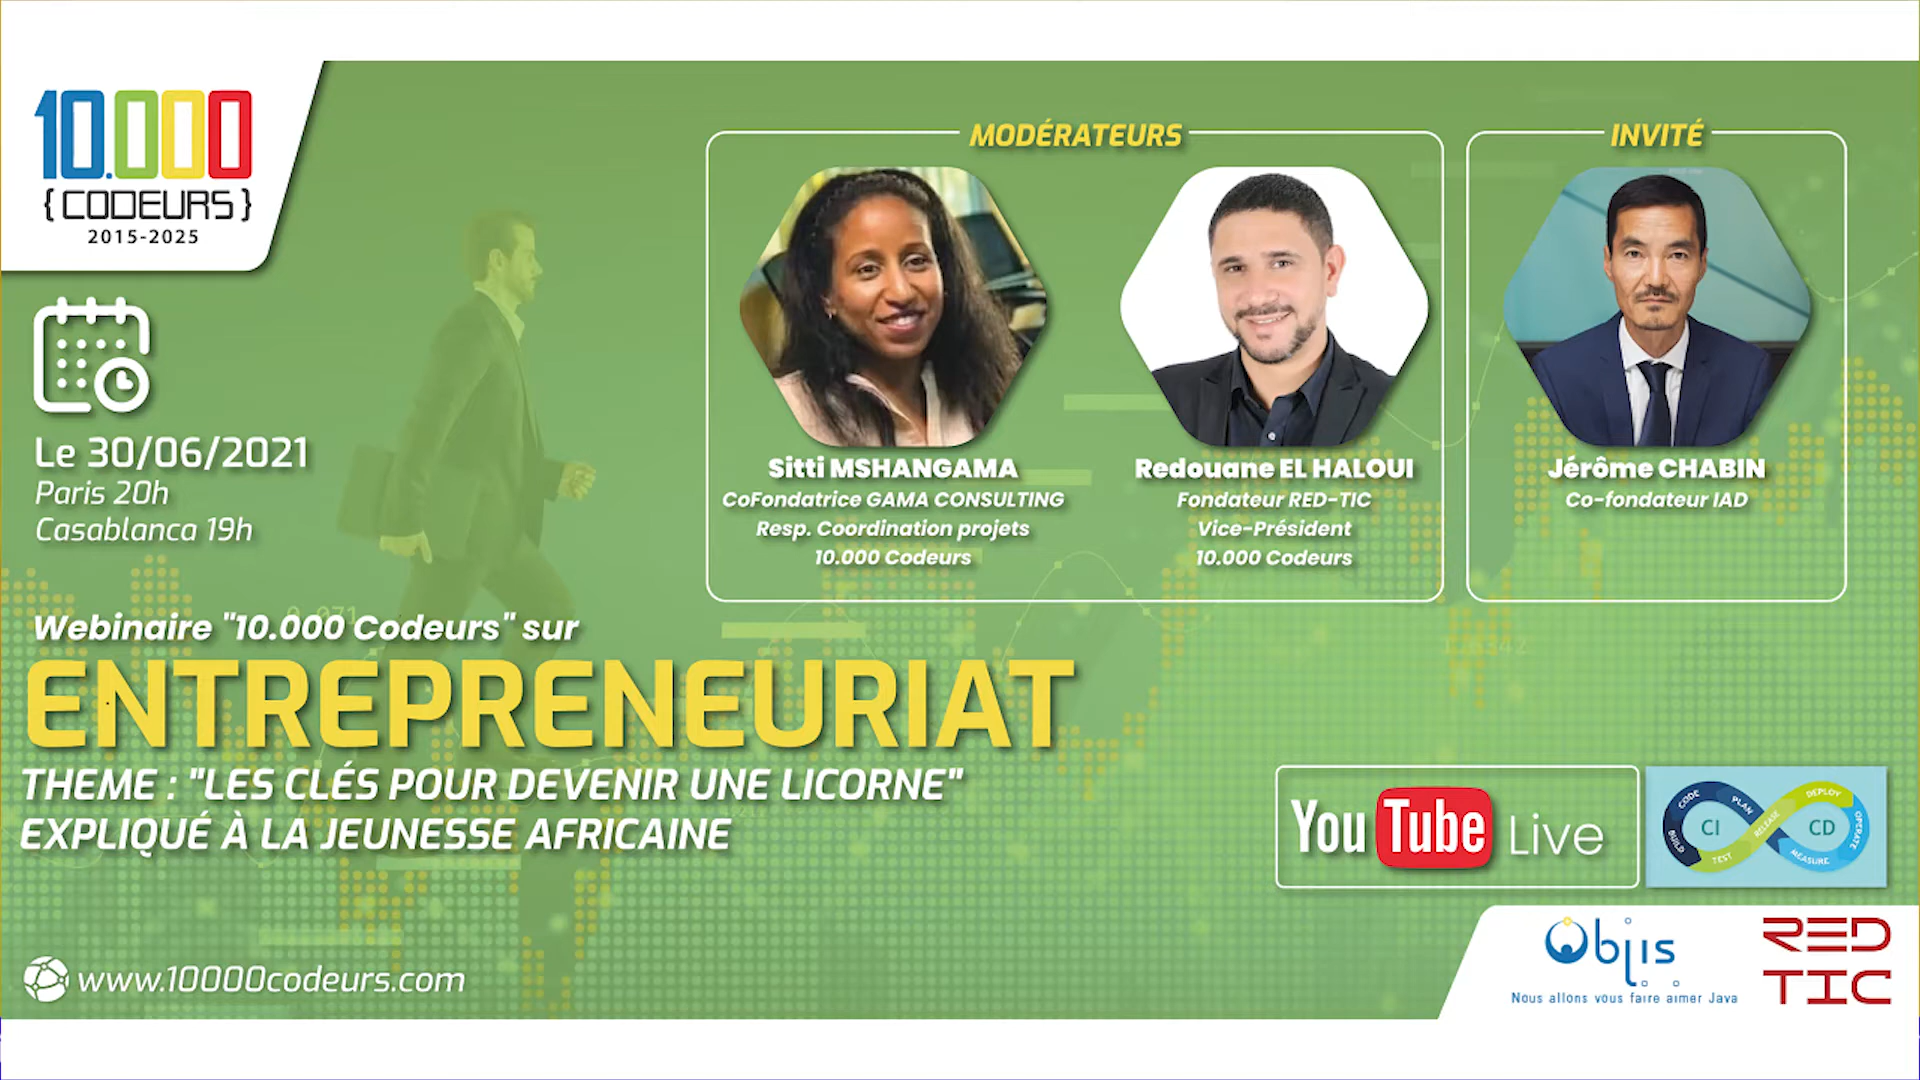 10.000
{CODEURS}
2015-2025
Le 30/06/2021
Paris 20h
Casablanca 19h
MODÉRATEURS
Sitti MSHANGAMA
CoFondatrice GAMA CONSULTING
Resp. Coordination projets
10.000 Codeurs
Redouane EL HALOUI
Fondateur RED-TIC
Vice-Président
10.000 Codeurs
INVITÉ
Jérôme CHABIN
Co-fondateur IAD
Webinaire "10.000 Codeurs" sur
ENTREPRENEURIAT
THEME : "LES CLÉS POUR DEVENIR UNE LICORNE"
EXPLIQUÉ À LA JEUNESSE AFRICAINE
YouTube Live
CODE
PLAN
BUILD
TEST
RELEASE
DEPLOY
OPERATE
MEASURE
CI
CD
Objis
Nous allons vous faire aimer Java
RED
TIC
www.10000codeurs.com